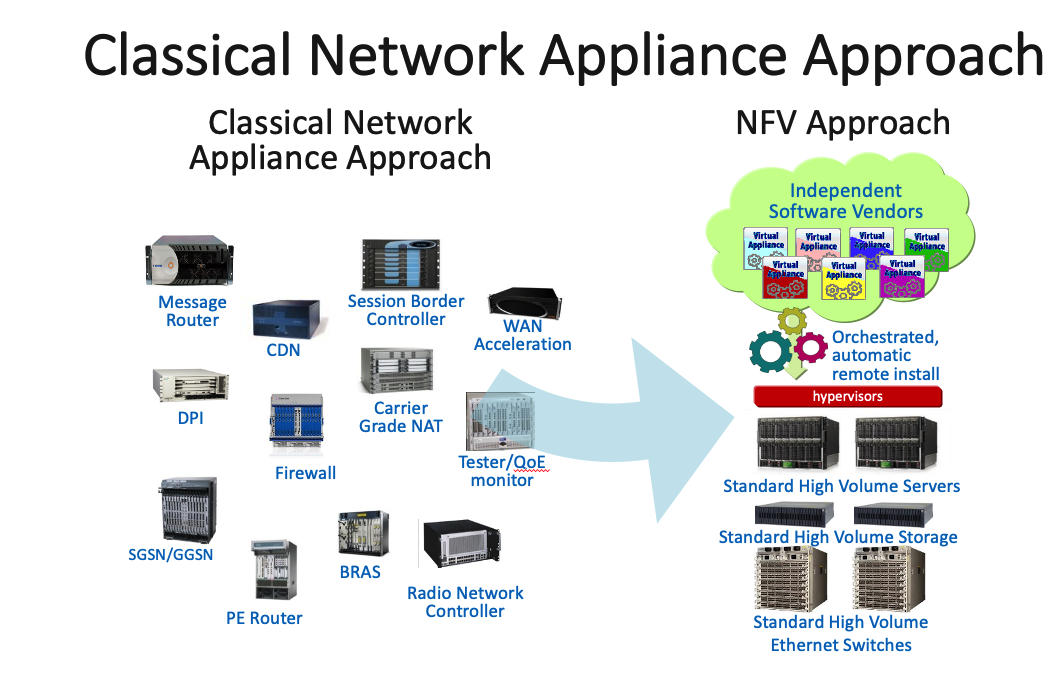 Classical Network Appliance Approach
Classical Network
Appliance Approach
NFV Approach
Independent
Software Vendors
Virtual
Appliance
Virtual
Appliance
Virtual
Appliance
Virtual
Appliance
Virtual
Appliance
Virtual
Appliance
Virtual
Appliance
Message
Router
CDN
Session Border
Controller
WAN
Acceleration
DPI
Firewall
Carrier
Grade NAT
Tester/QoE
monitor
SGSN/GGSN
PE Router
BRAS
Radio Network
Controller
Orchestrated,
automatic
remote install
hypervisors
Standard High Volume Servers
Standard High Volume Storage
Standard High Volume
Ethernet Switches